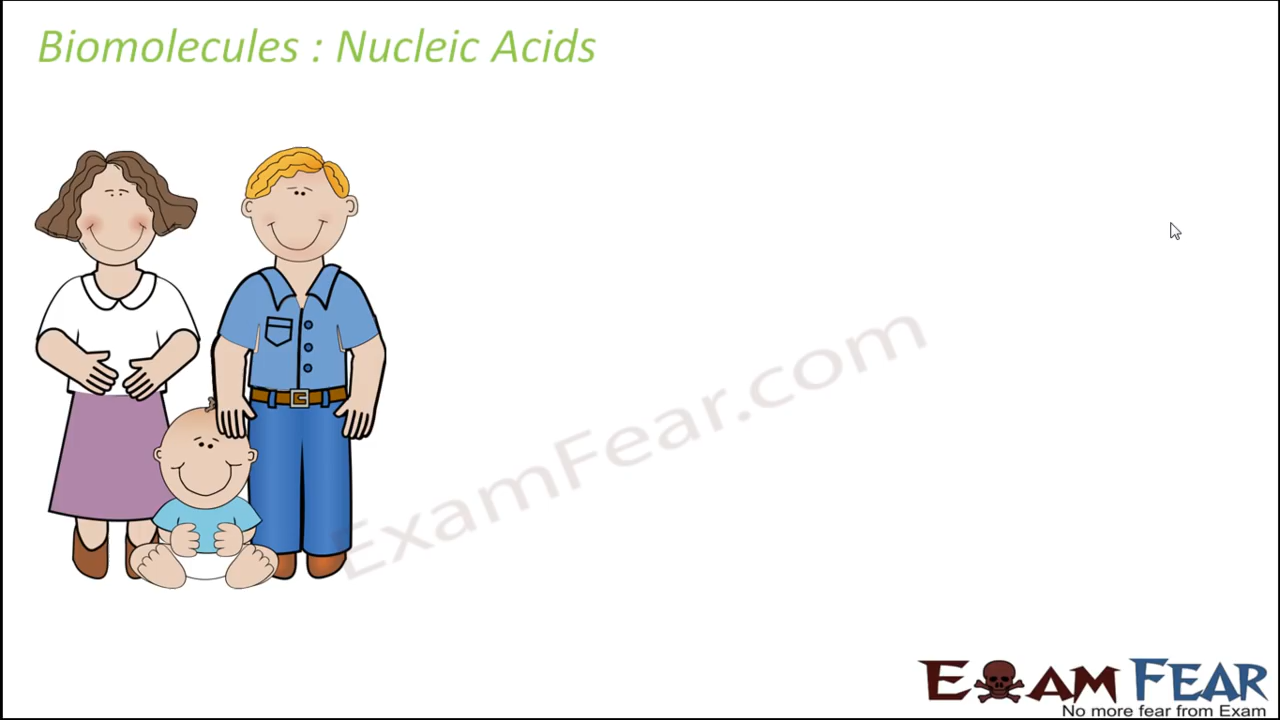 Biomolecules : Nucleic Acids
ExamFear.com
EXAM FEAR
No more fear from Exam